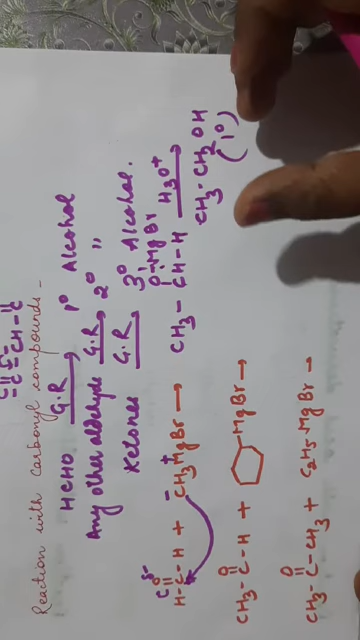 Reaction with carbonyl compounds -
HCHO G.R → 1° Alcohol
Any other aldehyde G.R → 2° "
Ketones G.R → 3° Alcohol.
O
H-C-H + CH3MgBr → CH3 - CH-H H3O+ → CH3-CH2OH
O-MgBr
(1°)
O
CH3-C-H + MgBr →
O
CH3-C-CH3 + C2H5MgBr →